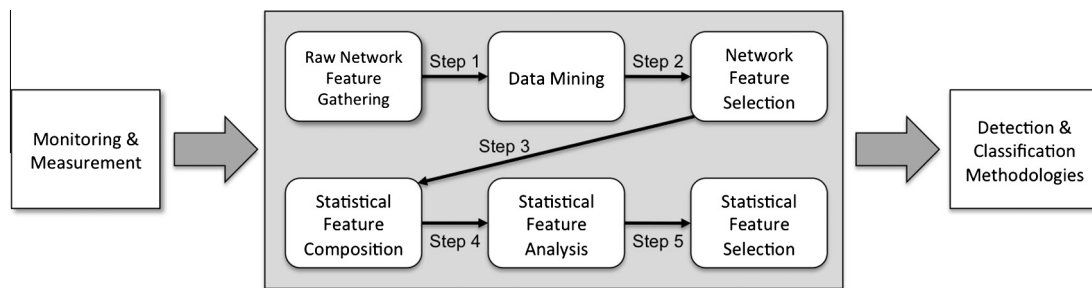 Monitoring &
Measurement
Raw Network
Feature
Gathering
Step 1
Data Mining
Step 2
Network
Feature
Selection
Step 3
Statistical
Feature
Composition
Step 4
Statistical
Feature
Analysis
Step 5
Statistical
Feature
Selection
Detection &
Classification
Methodologies